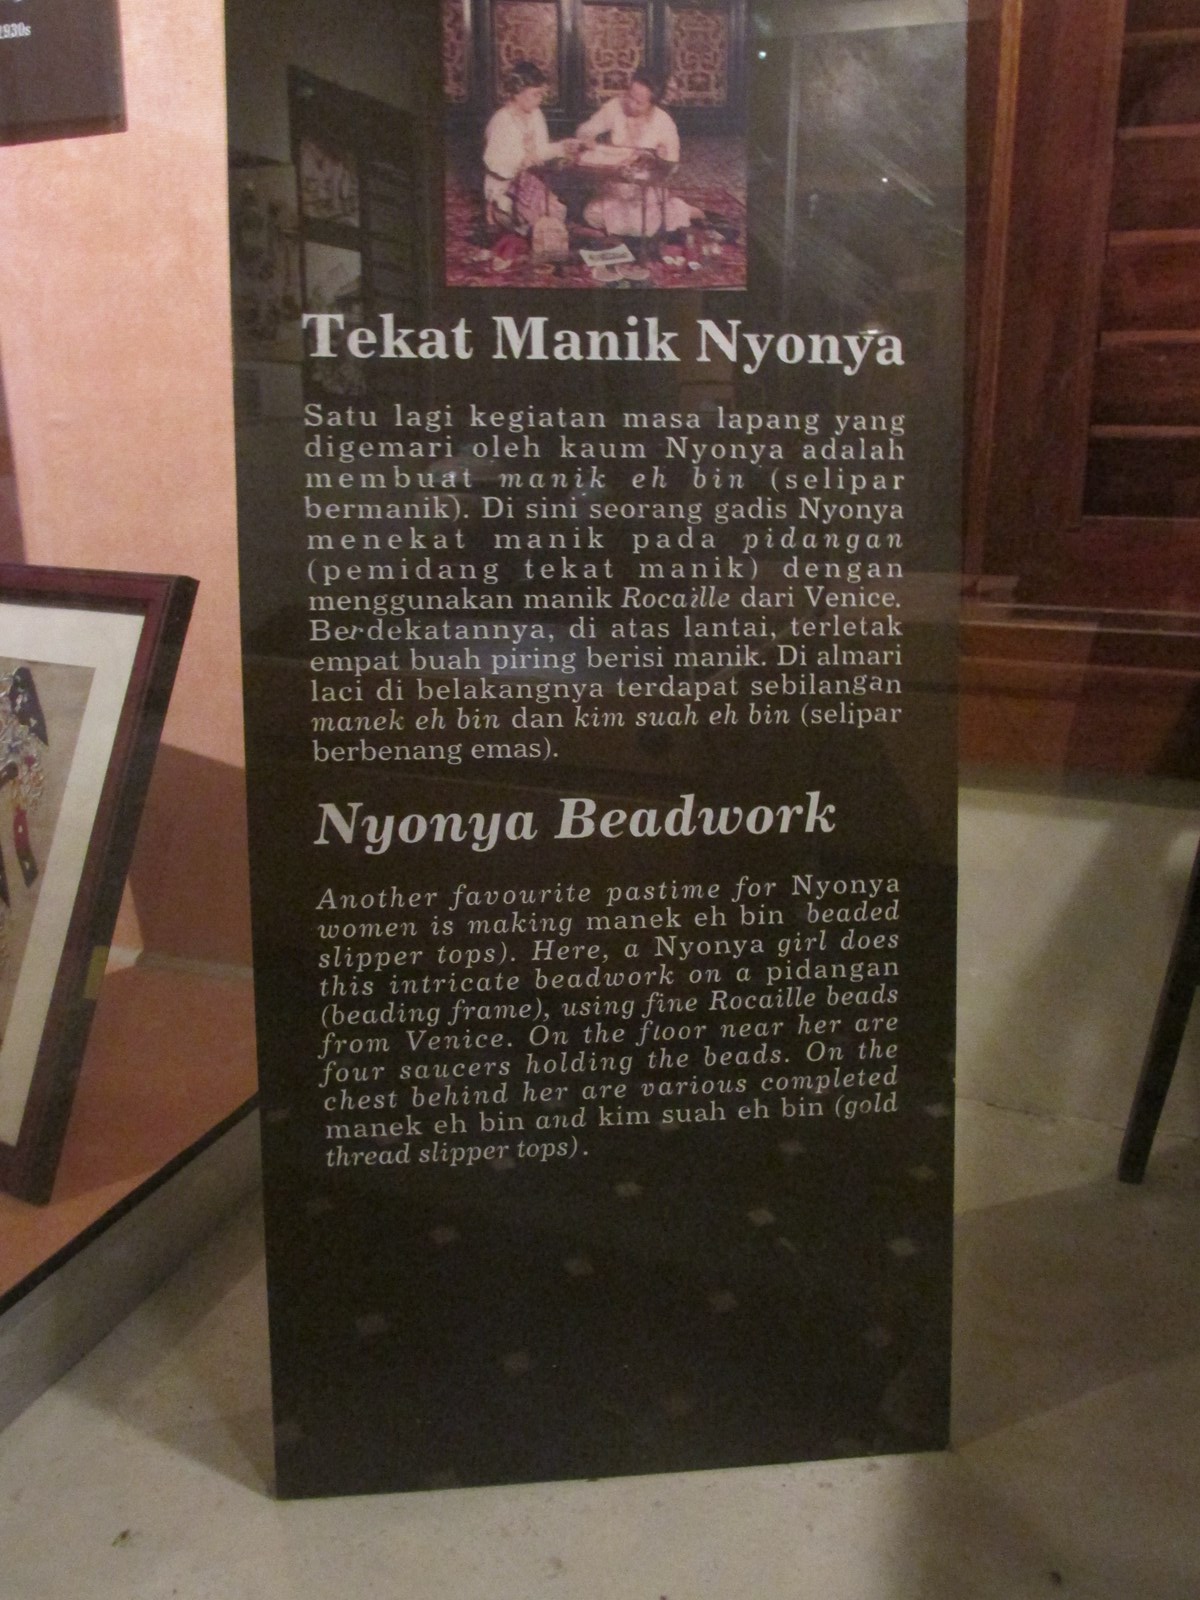 1930s
Tekat Manik Nyonya
Satu lagi kegiatan masa lapang yang
digemari oleh kaum Nyonya adalah
membuat manik eh bin (selipar
bermanik). Di sini seorang gadis Nyonya
menekat manik pada pidangan
(pemidang tekat manik) dengan
menggunakan manik Rocaille dari Venice.
Berdekatannya, di atas lantai, terletak
empat buah piring berisi manik. Di almari
laci di belakangnya terdapat sebilangan
manek eh bin dan kim suah eh bin (selipar
berbenang emas).
Nyonya Beadwork
Another favourite pastime for Nyonya
women is making manek eh bin beaded
slipper tops). Here, a Nyonya girl does
this intricate beadwork on a pidangan
(beading frame), using fine Rocaille beads
from Venice. On the floor near her are
four saucers holding the beads. On the
chest behind her are various completed
manek eh bin and kim suah eh bin (gold
thread slipper tops).